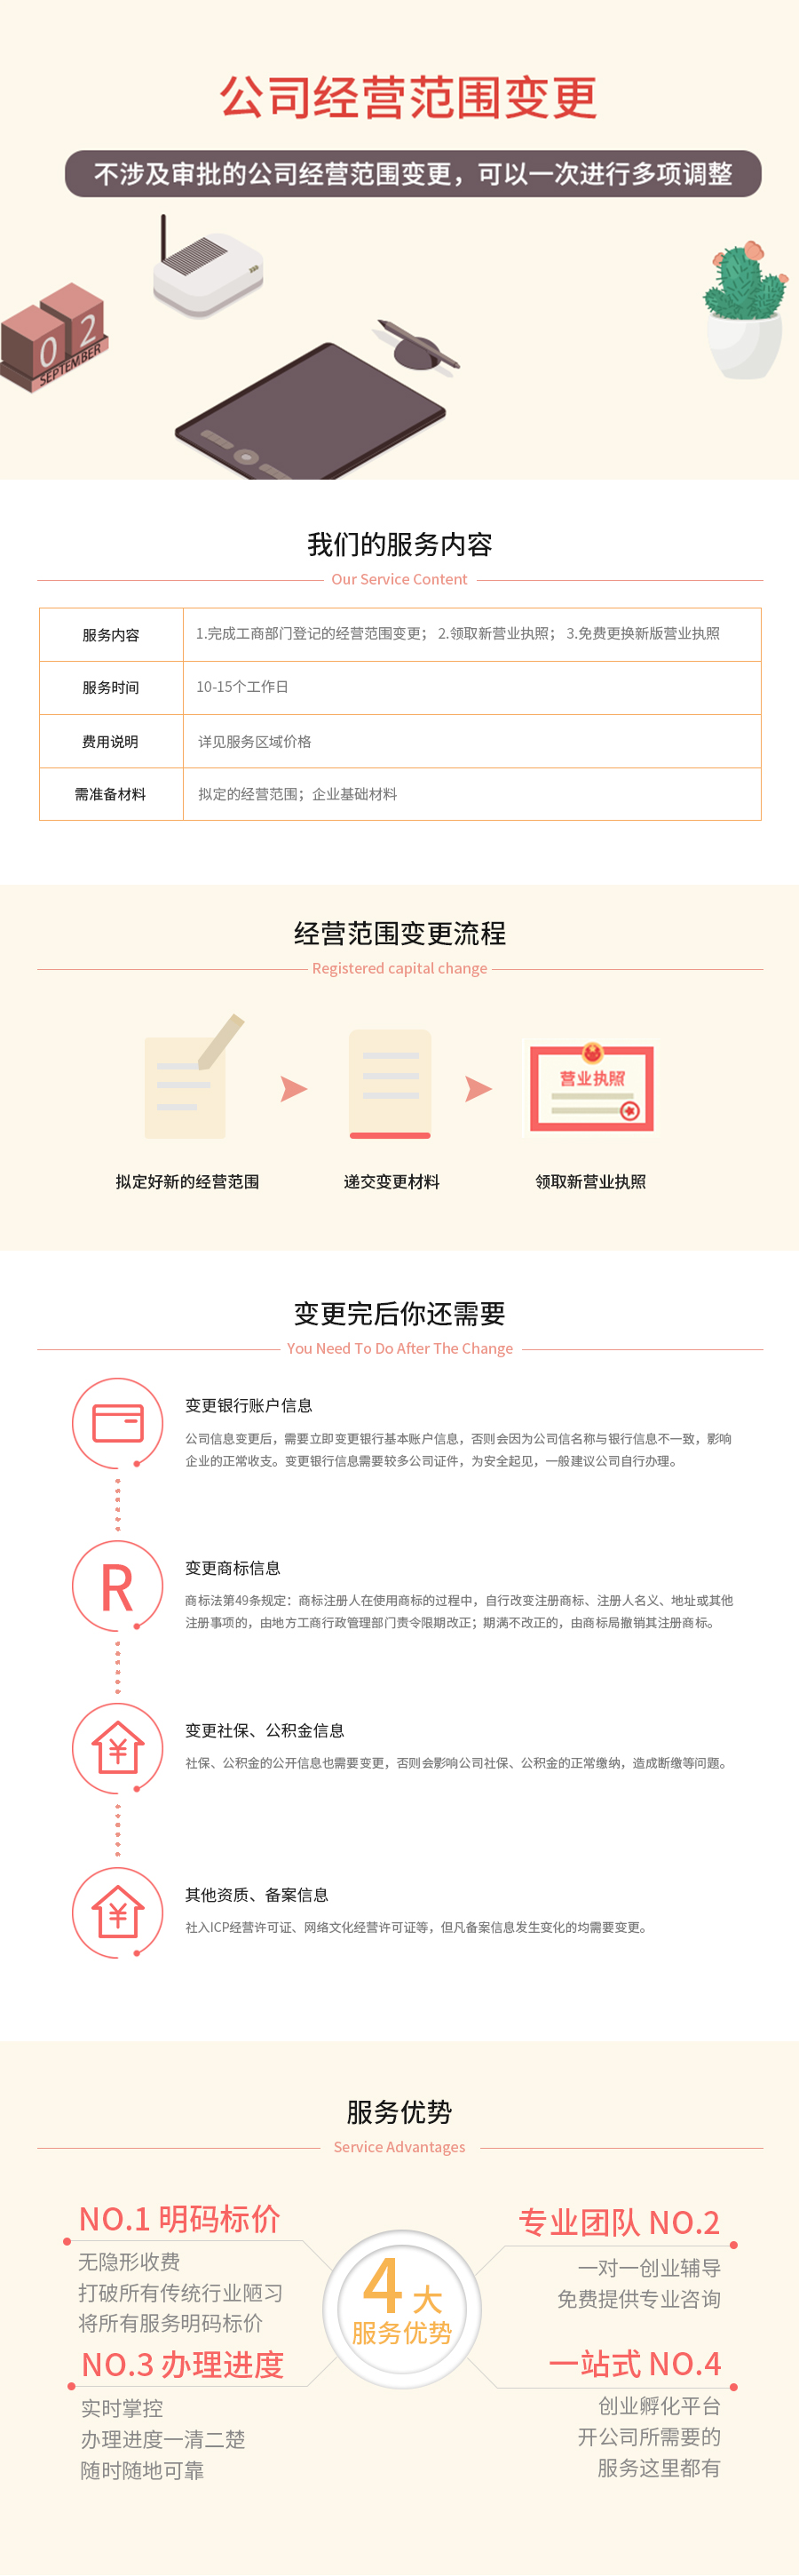 公司经营范围变更
不涉及审批的公司经营范围变更，可以一次进行多项调整
02
SEPTEMBER
我们的服务内容
Our Service Content
服务内容
1.完成工商部门登记的经营范围变更； 2.领取新营业执照； 3.免费更换新版营业执照
服务时间
10-15个工作日
费用说明
详见服务区域价格
需准备材料
拟定的经营范围；企业基础材料
经营范围变更流程
Registered capital change
营业执照
拟定好新的经营范围
递交变更材料
领取新营业执照
变更完后你还需要
You Need To Do After The Change
变更银行账户信息
公司信息变更后，需要立即变更银行基本账户信息，否则会因为公司信名称与银行信息不一致，影响
企业的正常收支。变更银行信息需要较多公司证件，为安全起见，一般建议公司自行办理。
R
变更商标信息
商标法第49条规定：商标注册人在使用商标的过程中，自行改变注册商标、注册人名义、地址或其他
注册事项的，由地方工商行政管理部门责令限期改正；期满不改正的，由商标局撤销其注册商标。
¥
变更社保、公积金信息
社保、公积金的公开信息也需要变更，否则会影响公司社保、公积金的正常缴纳，造成断缴等问题。
¥
其他资质、备案信息
社入ICP经营许可证、网络文化经营许可证等，但凡备案信息发生变化的均需要变更。
服务优势
Service Advantages
NO.1 明码标价
无隐形收费
打破所有传统行业陋习
将所有服务明码标价
专业团队 NO.2
一对一创业辅导
免费提供专业咨询
4大
服务优势
NO.3 办理进度
实时掌控
办理进度一清二楚
随时随地可靠
一站式 NO.4
创业孵化平台
开公司所需要的
服务这里都有